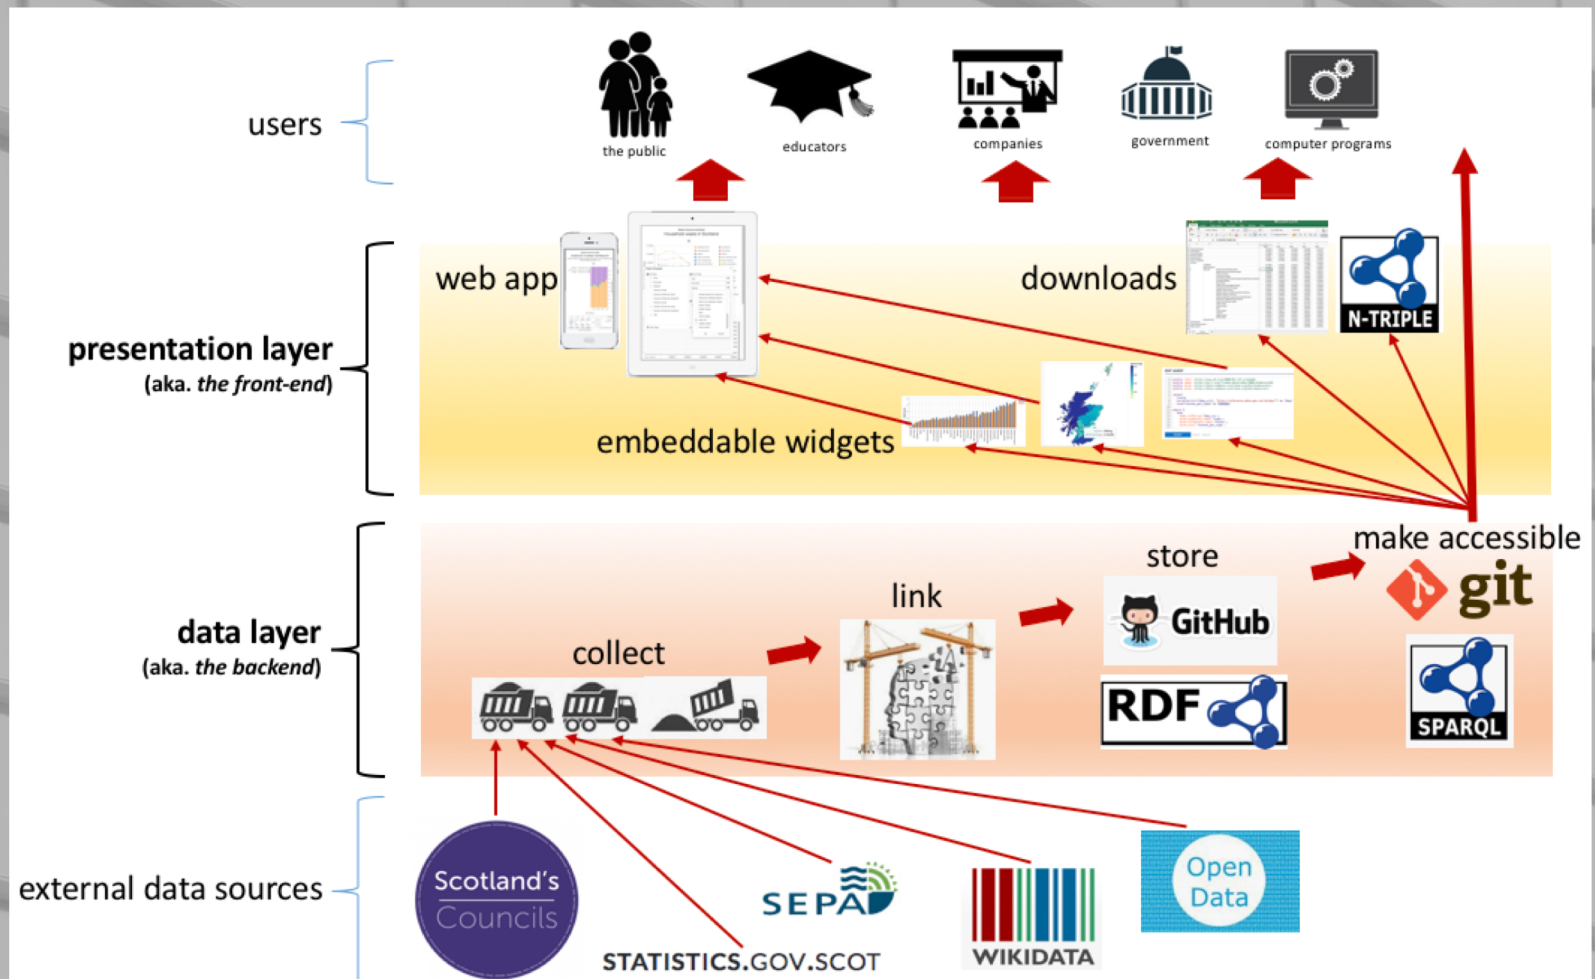 users
the public
educators
companies
government
computer programs
presentation layer
(aka. the front-end)
web app
downloads
N-TRIPLE
embeddable widgets
data layer
(aka. the backend)
collect
link
store
make accessible
GitHub
git
RDF
SPARQL
external data sources
Scotland's
Councils
STATISTICS.GOV.SCOT
SEPA
WIKIDATA
Open
Data